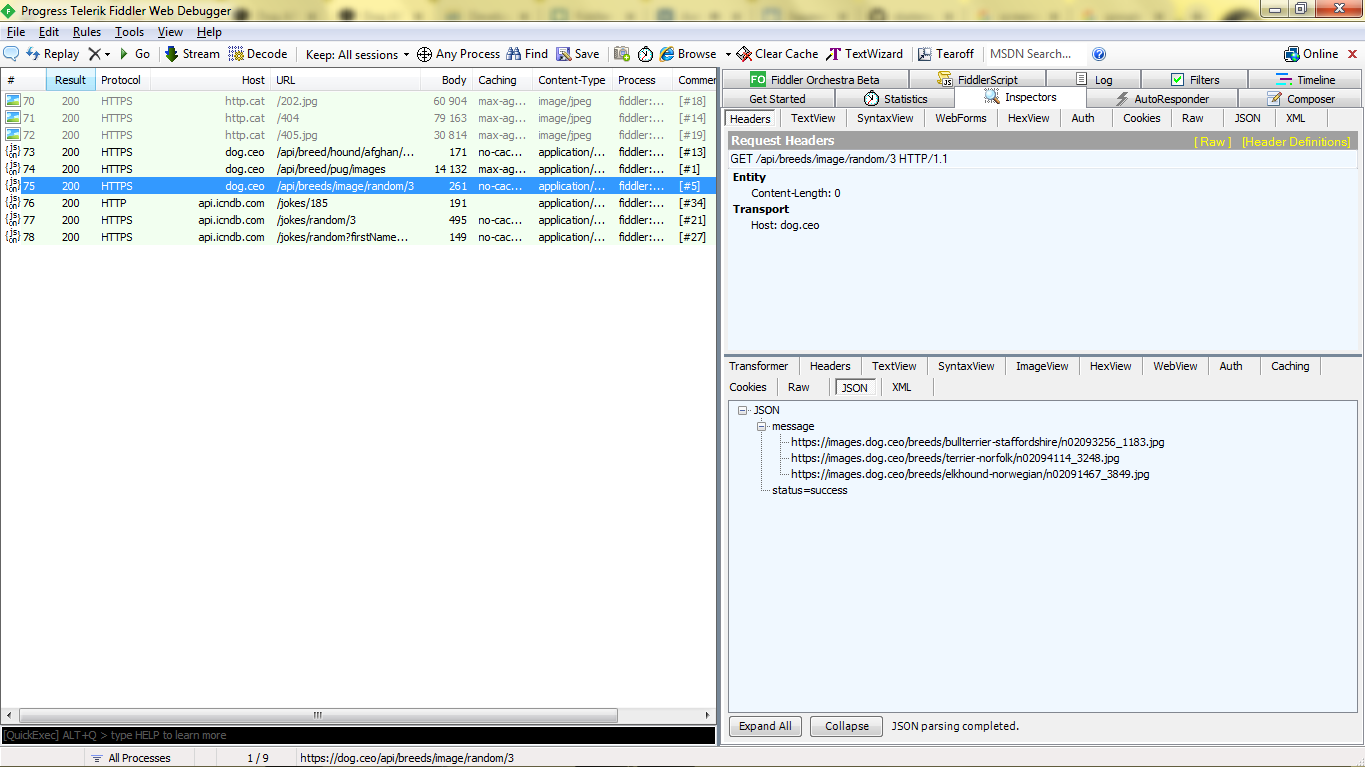 Progress Telerik Fiddler Web Debugger
File Edit Rules Tools View Help
Replay Go Stream Decode Keep: All sessions Any Process Find Save Browse Clear Cache TextWizard Tearoff MSDN Search... Online
# Result Protocol Host URL Body Caching Content-Type Process Commer
70 200 HTTPS http.cat /202.jpg 60 904 max-ag... image/jpeg fiddler:... [#18]
71 200 HTTPS http.cat /404 79 163 max-ag... image/jpeg fiddler:... [#14]
72 200 HTTPS http.cat /405.jpg 30 814 max-ag... image/jpeg fiddler:... [#19]
73 200 HTTPS dog.ceo /api/breed/hound/afghan/... 171 no-cac... application/... fiddler:... [#13]
74 200 HTTPS dog.ceo /api/breed/pug/images 14 132 max-ag... application/... fiddler:... [#1]
75 200 HTTPS dog.ceo /api/breeds/image/random/3 261 no-cac... application/... fiddler:... [#5]
76 200 HTTP api.icndb.com /jokes/185 191 application/... fiddler:... [#34]
77 200 HTTPS api.icndb.com /jokes/random/3 495 no-cac... application/... fiddler:... [#21]
78 200 HTTPS api.icndb.com /jokes/random?firstName... 149 no-cac... application/... fiddler:... [#27]
[QuickExec] ALT+Q > type HELP to learn more
All Processes 1 / 9 https://dog.ceo/api/breeds/image/random/3
FO Fiddler Orchestra Beta FiddlerScript Log Filters Timeline
Get Started Statistics Inspectors AutoResponder Composer
Headers TextView SyntaxView WebForms HexView Auth Cookies Raw JSON XML
Request Headers [ Raw ] [Header Definitions]
GET /api/breeds/image/random/3 HTTP/1.1
Entity
Content-Length: 0
Transport
Host: dog.ceo
Transformer Headers TextView SyntaxView ImageView HexView WebView Auth Caching
Cookies Raw JSON XML
JSON
message
https://images.dog.ceo/breeds/bullterrier-staffordshire/n02093256_1183.jpg
https://images.dog.ceo/breeds/terrier-norfolk/n02094114_3248.jpg
https://images.dog.ceo/breeds/elkhound-norwegian/n02091467_3849.jpg
status=success
Expand All Collapse JSON parsing completed.